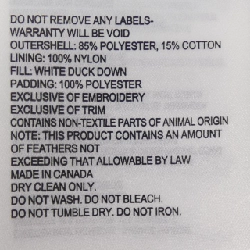 DO NOT REMOVE ANY LABELS-
WARRANTY WILL BE VOID
OUTERSHELL: 85% POLYESTER, 15% COTTON
LINING: 100% NYLON
FILL: WHITE DUCK DOWN
PADDING: 100% POLYESTER
EXCLUSIVE OF EMBROIDERY
EXCLUSIVE OF TRIM
CONTAINS NON-TEXTILE PARTS OF ANIMAL ORIGIN
NOTE: THIS PRODUCT CONTAINS AN AMOUNT
OF FEATHERS NOT
EXCEEDING THAT ALLOWABLE BY LAW
MADE IN CANADA
DRY CLEAN ONLY.
DO NOT WASH. DO NOT BLEACH.
DO NOT TUMBLE DRY. DO NOT IRON.